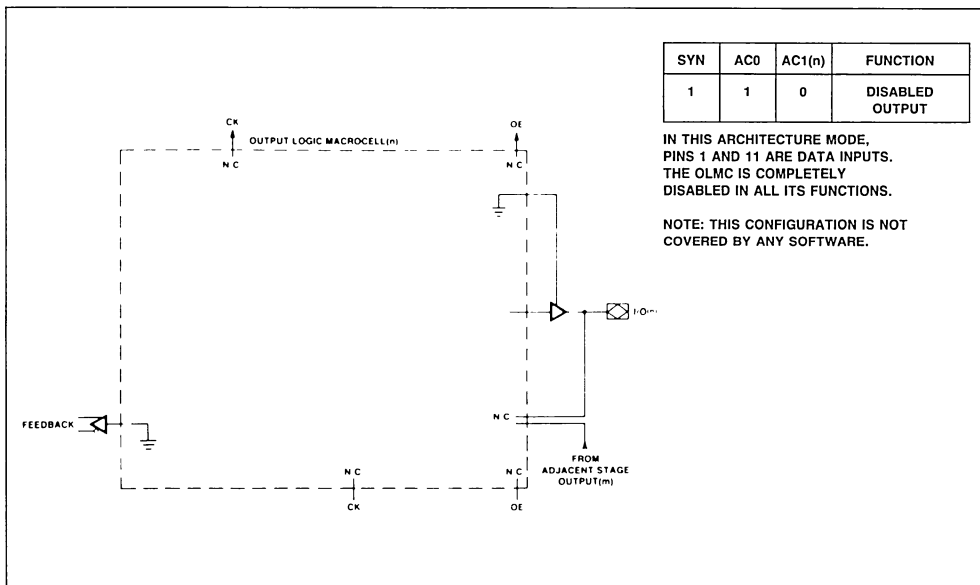 SYN AC0 AC1(n) FUNCTION
1 1 0 DISABLED
OUTPUT
IN THIS ARCHITECTURE MODE,
PINS 1 AND 11 ARE DATA INPUTS.
THE OLMC IS COMPLETELY
DISABLED IN ALL ITS FUNCTIONS.
NOTE: THIS CONFIGURATION IS NOT
COVERED BY ANY SOFTWARE.
CK
OE
OUTPUT LOGIC MACROCELL(n)
N C
N C
N C
FEEDBACK
FROM
ADJACENT STAGE
OUTPUT(m)
N C
N C
CK
OE